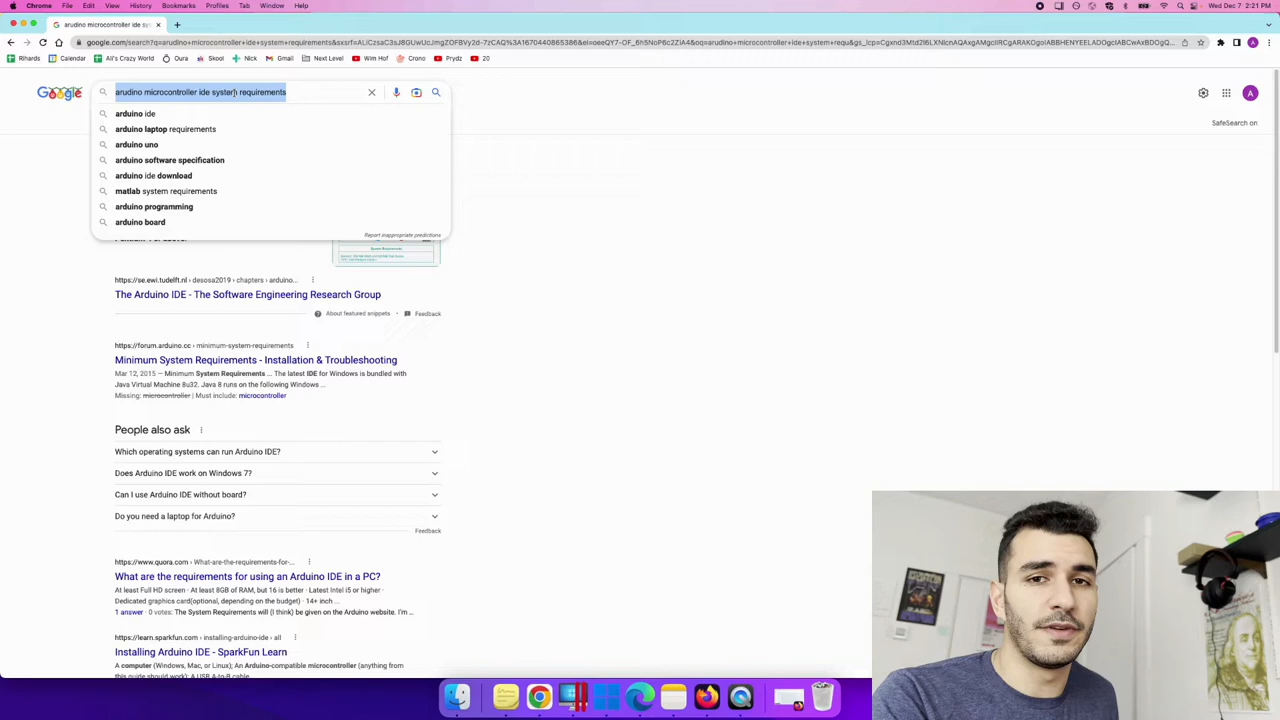 Chrome File Edit View History Bookmarks Profiles Tab Window Help
Wed Dec 7 2:21 PM
arudino microcontroller ide sys
Rihards Calendar Ali's Crazy World Oura Skool Nick Gmail Next Level Wim Hof Crono Prydz 20
Google
arudino microcontroller ide system requirements
A
arduino ide
arduino laptop requirements
SafeSearch on
arduino uno
arduino software specification
arduino ide download
matlab system requirements
arduino programming
arduino board
Report inappropriate predictions
System Requirements
https://se.ewi.tudelft.nl › desosa2019 › chapters › arduino...
The Arduino IDE - The Software Engineering Research Group
About featured snippets • Feedback
https://forum.arduino.cc › minimum-system-requirements
Minimum System Requirements - Installation & Troubleshooting
Mar 12, 2015 — Minimum System Requirements ... The latest IDE for Windows is bundled with
Java Virtual Machine 8u32. Java 8 runs on the following Windows ...
Missing: microcontroller | Must include: microcontroller
People also ask
Which operating systems can run Arduino IDE?
Does Arduino IDE work on Windows 7?
Can I use Arduino IDE without board?
Do you need a laptop for Arduino?
Feedback
https://www.quora.com › What-are-the-requirements-for-...
What are the requirements for using an Arduino IDE in a PC?
At least Full HD screen · At least 8GB of RAM, but 16 is better · Latest Intel i5 or higher ·
Dedicated graphics card(optional, depending on the budget) · 14+ inch ...
1 answer · 0 votes: The System Requirements will (I think) be given on the Arduino website. I'm ...
https://learn.sparkfun.com › installing-arduino-ide › all
Installing Arduino IDE - SparkFun Learn
A computer (Windows, Mac, or Linux); An Arduino-compatible microcontroller (anything from